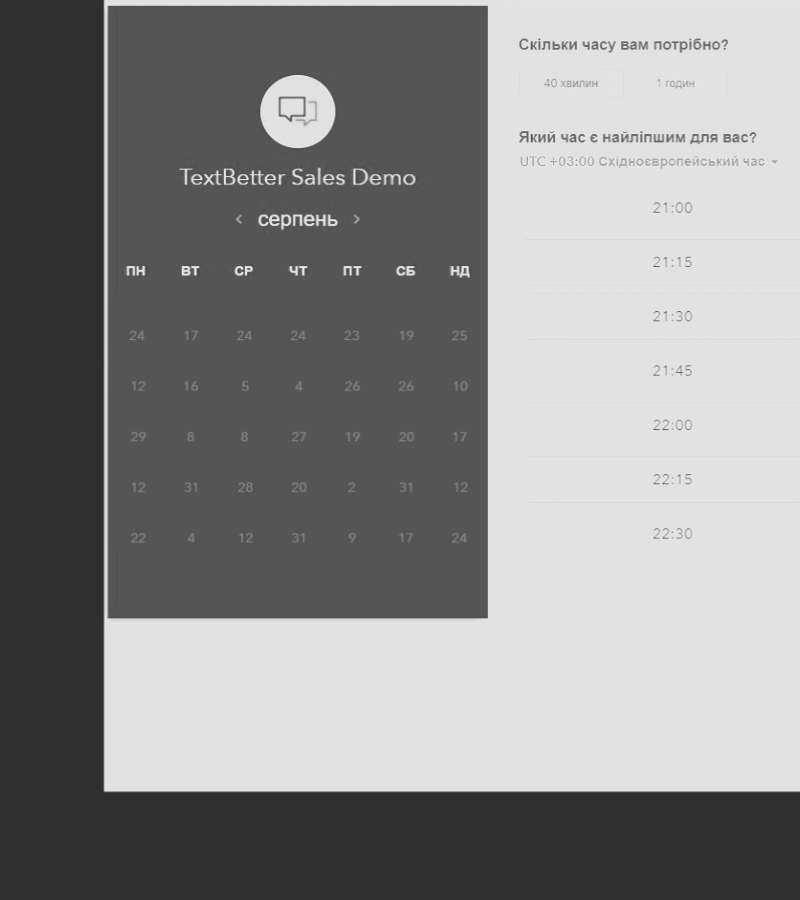 TextBetter Sales Demo
‹ серпень ›
ПН ВТ СР ЧТ ПТ СБ НД
24 17 24 24 23 19 25
12 16 5 4 26 26 10
29 8 8 27 19 20 17
12 31 28 20 2 31 12
22 4 12 31 9 17 24
Скільки часу вам потрібно?
40 хвилин 1 годин
Який час є найліпшим для вас?
UTC +03:00 Східноєвропейський час
21:00
21:15
21:30
21:45
22:00
22:15
22:30